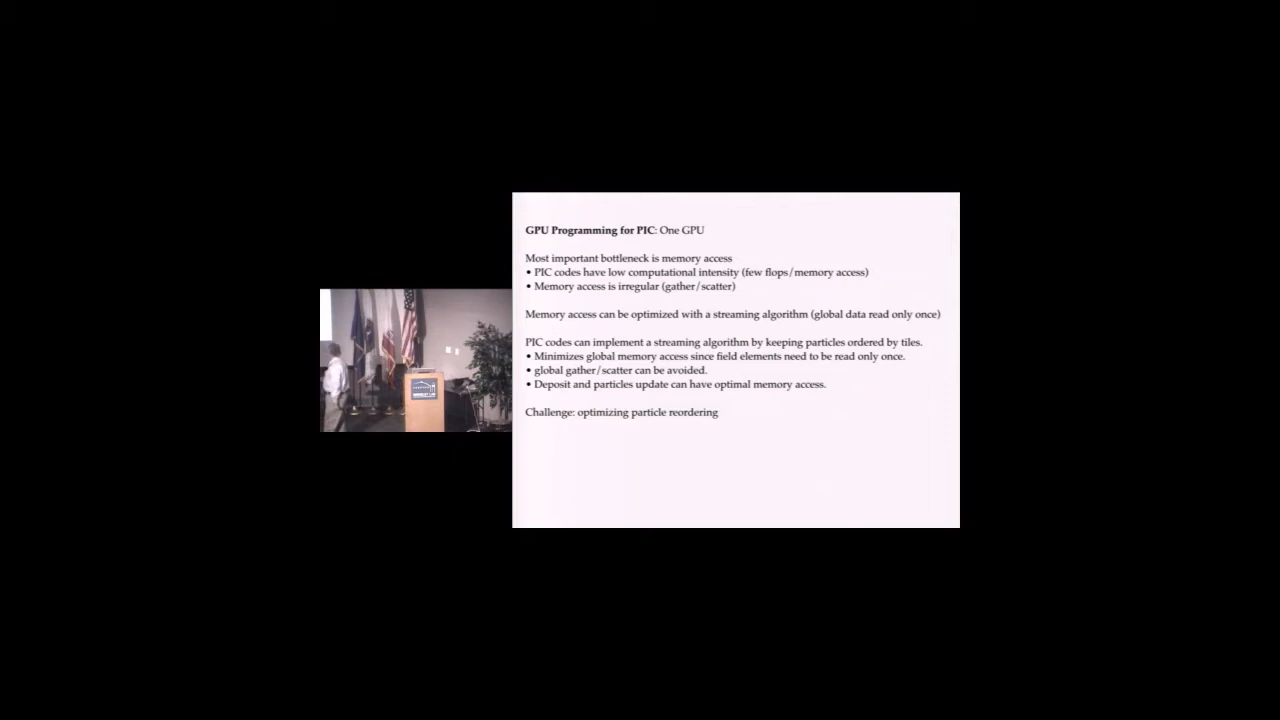 GPU Programming for PIC: One GPU
Most important bottleneck is memory access
• PIC codes have low computational intensity (few flops/memory access)
• Memory access is irregular (gather/scatter)
Memory access can be optimized with a streaming algorithm (global data read only once)
PIC codes can implement a streaming algorithm by keeping particles ordered by tiles.
• Minimizes global memory access since field elements need to be read only once.
• global gather/scatter can be avoided.
• Deposit and particles update can have optimal memory access.
Challenge: optimizing particle reordering